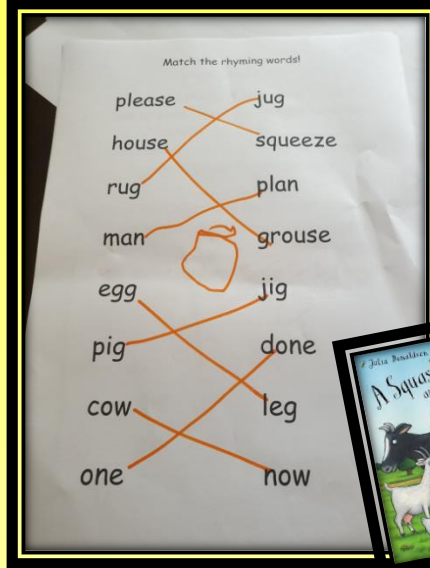 Match the rhyming words!
please jug
house squeeze
rug plan
man grouse
egg jig
pig done
cow leg
one now
Julia Donaldson
A